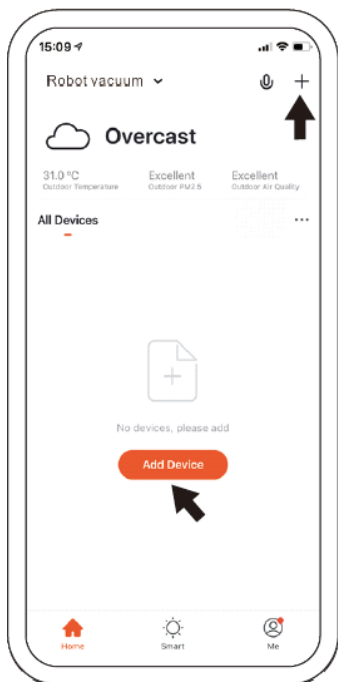 15:09
Robot vacuum
Overcast
31.0 °C Excellent Excellent
Outdoor Temperature Outdoor PM2.5 Outdoor Air Quality
All Devices
No devices, please add
Add Device
Home Smart Me